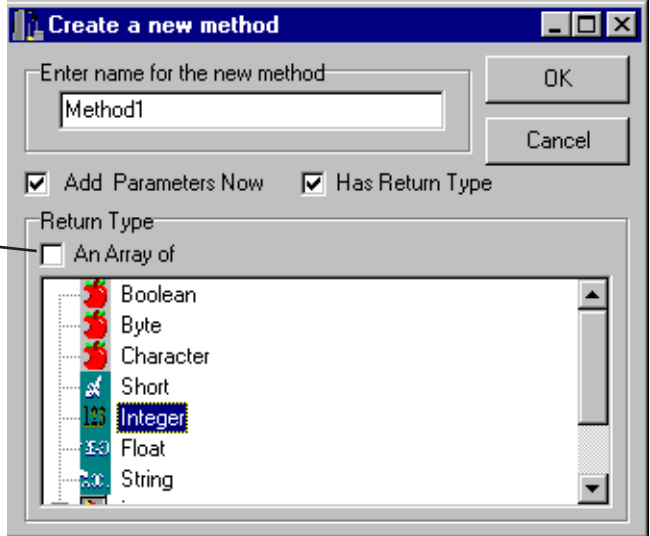 Create a new method
Enter name for the new method
Method1
OK
Cancel
Add Parameters Now
Has Return Type
Return Type
An Array of
Boolean
Byte
Character
Short
123 Integer
Float
String